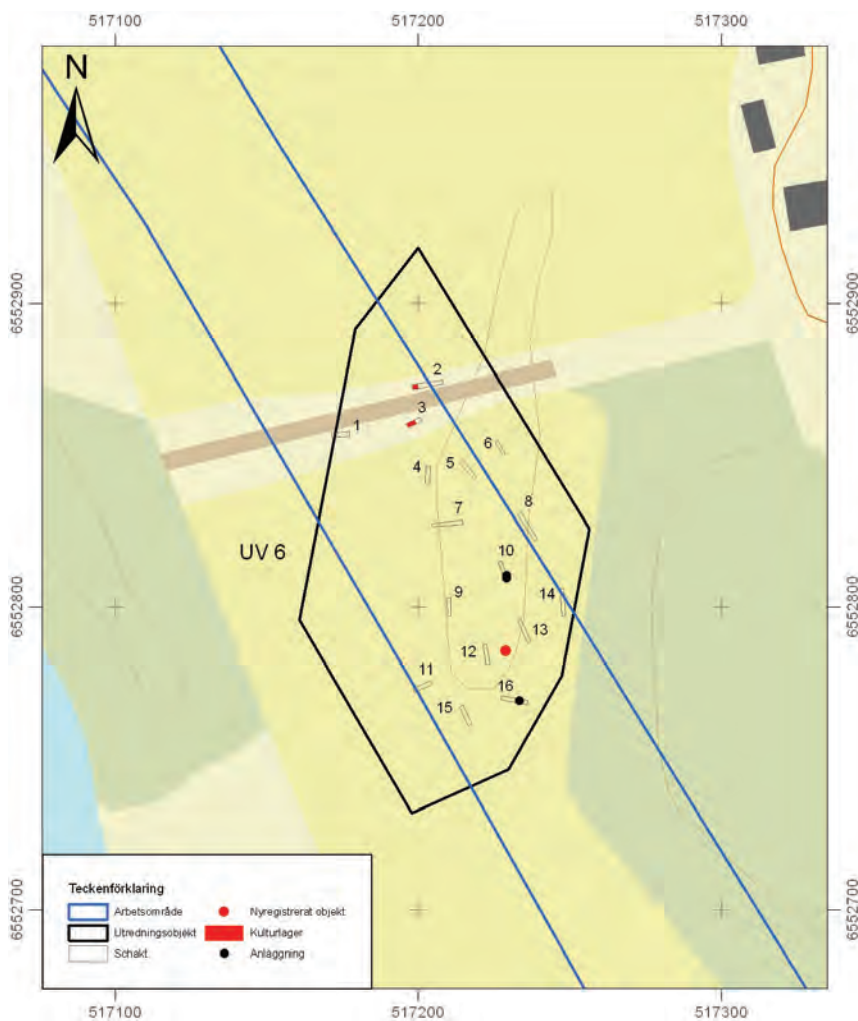 517100 517200 517300
N
6552900 6552900
2
3
1
6
5
4
8
7
UV 6
10
14
9
6552800 6552800
13
12
11
16
15
6552700 6552700
Teckenförklaring
Arbetsområde Nyregistrerat objekt
Utredningsobjekt Kulturlager
Schakt. Anläggning
517100 517200 517300